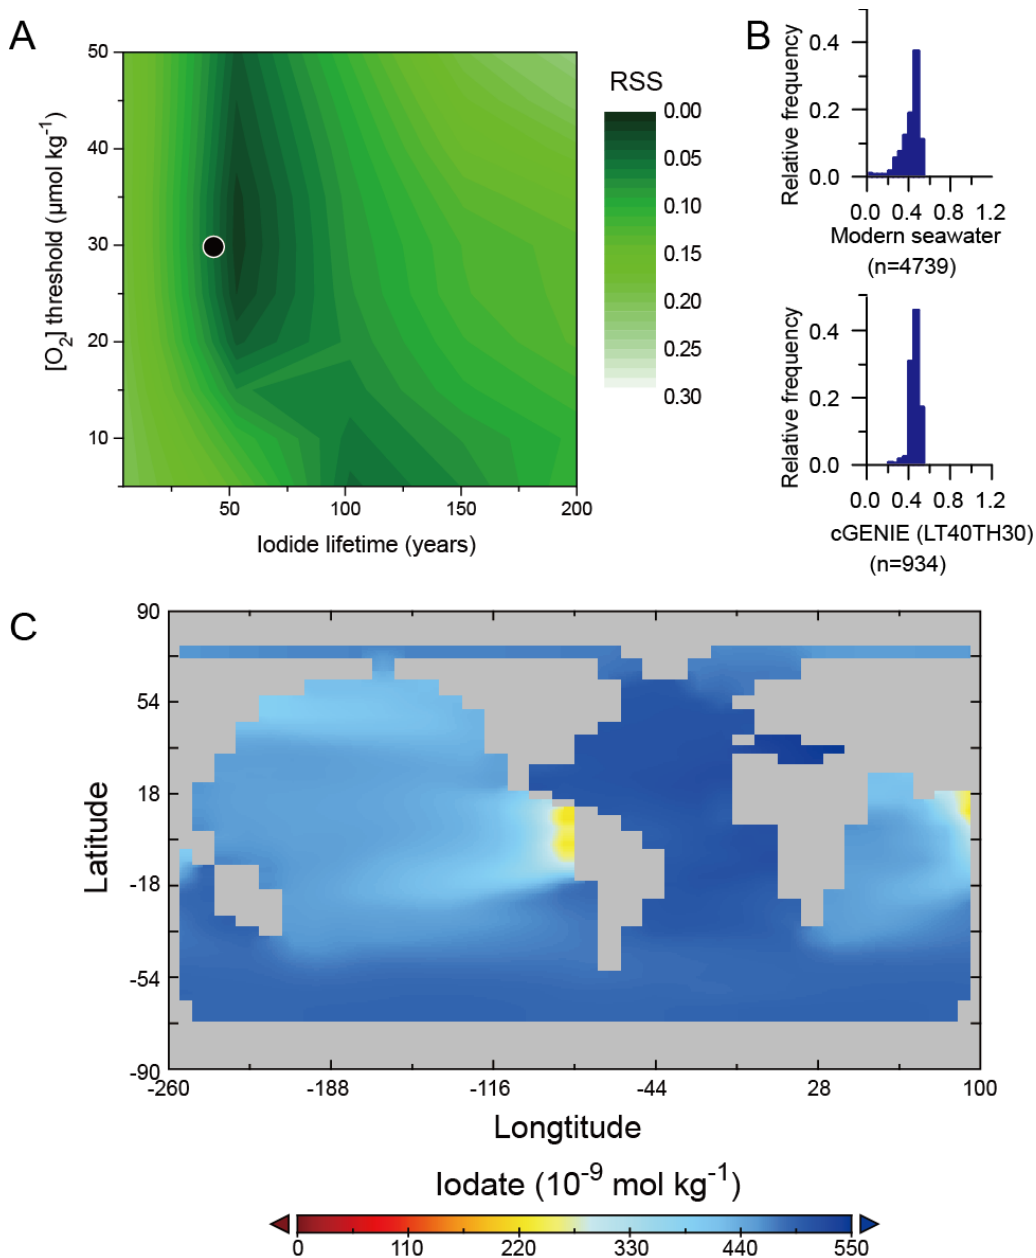 A
50
40
30
20
10
[O2] threshold (μmol kg-1)
50
100
150
200
Iodide lifetime (years)
RSS
0.00
0.05
0.10
0.15
0.20
0.25
0.30
B
Relative frequency
0.4
0.2
0.0
0.0 0.4 0.8 1.2
Modern seawater
(n=4739)
Relative frequency
0.4
0.2
0.0
0.0 0.4 0.8 1.2
cGENIE (LT40TH30)
(n=934)
C
90
54
18
-18
-54
-90
Latitude
-260 -188 -116 -44 28 100
Longtitude
Iodate (10-9 mol kg-1)
0 110 220 330 440 550